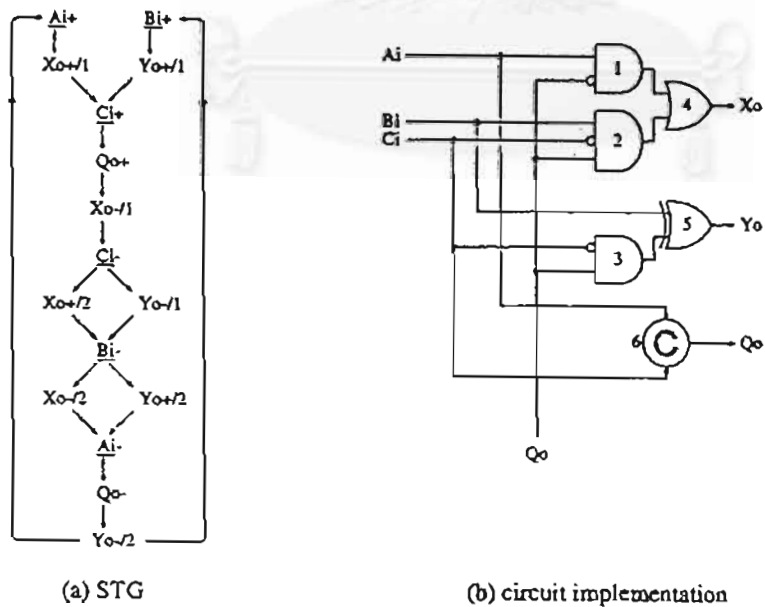 Ai+ Bi+
Xo+/1 Yo+/1
Ci+
Qo+
Xo-/1
Ci-
Xo+/2 Yo-/1
Bi-
Xo-/2 Yo+/2
Ai-
Qo-
Yo-/2
(a) STG
Ai
1
4
Xo
Bi
Ci
2
5
Yo
3
6
C
Qo
Qo
(b) circuit implementation